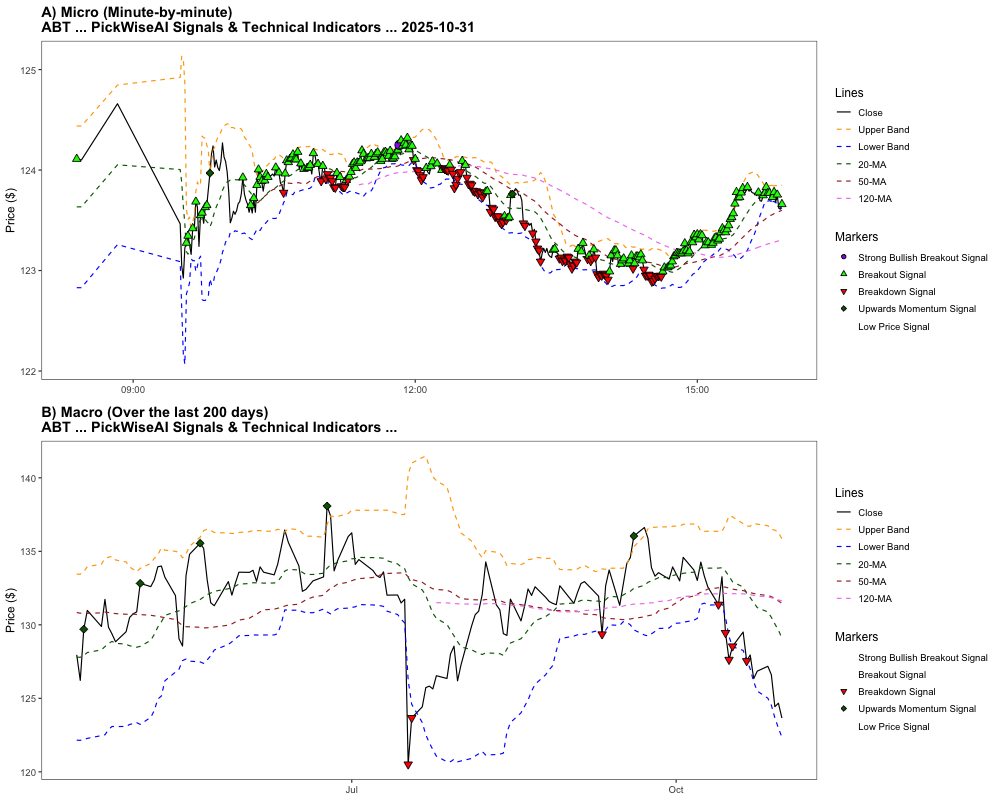 A) Micro (Minute-by-minute)
ABT ... PickWiseAI Signals & Technical Indicators ... 2025-10-31
Price ($)
125
124
123
122
09:00
12:00
15:00
Lines
Close
Upper Band
Lower Band
20-MA
50-MA
120-MA
Markers
Strong Bullish Breakout Signal
Breakout Signal
Breakdown Signal
Upwards Momentum Signal
Low Price Signal
B) Macro (Over the last 200 days)
ABT ... PickWiseAI Signals & Technical Indicators ...
Price ($)
140
135
130
125
120
Jul
Oct
Lines
Close
Upper Band
Lower Band
20-MA
50-MA
120-MA
Markers
Strong Bullish Breakout Signal
Breakout Signal
Breakdown Signal
Upwards Momentum Signal
Low Price Signal